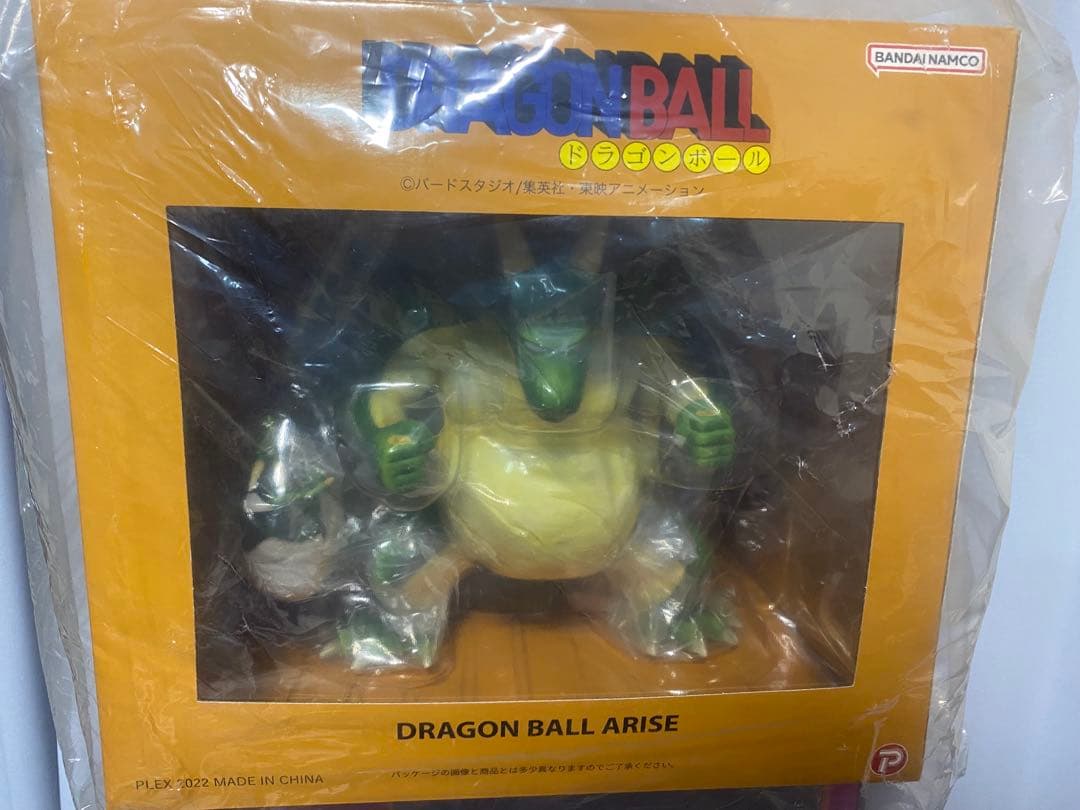 BANDAI NAMCO
DRAGON BALL
ドラゴンボール
©バードスタジオ/集英社・東映アニメーション
DRAGON BALL ARISE
パッケージの画像と商品とは多少異なりますのでご了承ください。
PLEX 2022 MADE IN CHINA
P